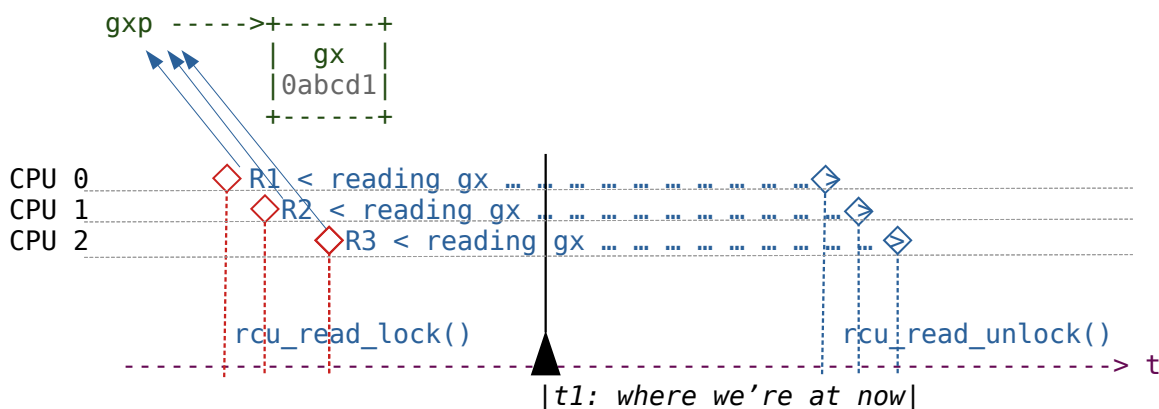 gxp ----->+------+
| gx |
|0abcd1|
+------+
CPU 0 R1 < reading gx … … … … … … … … … … >
CPU 1 R2 < reading gx … … … … … … … … … … >
CPU 2 R3 < reading gx … … … … … … … … … >
rcu_read_lock() rcu_read_unlock()
---------------------------------------------------------------> t
|t1: where we’re at now|